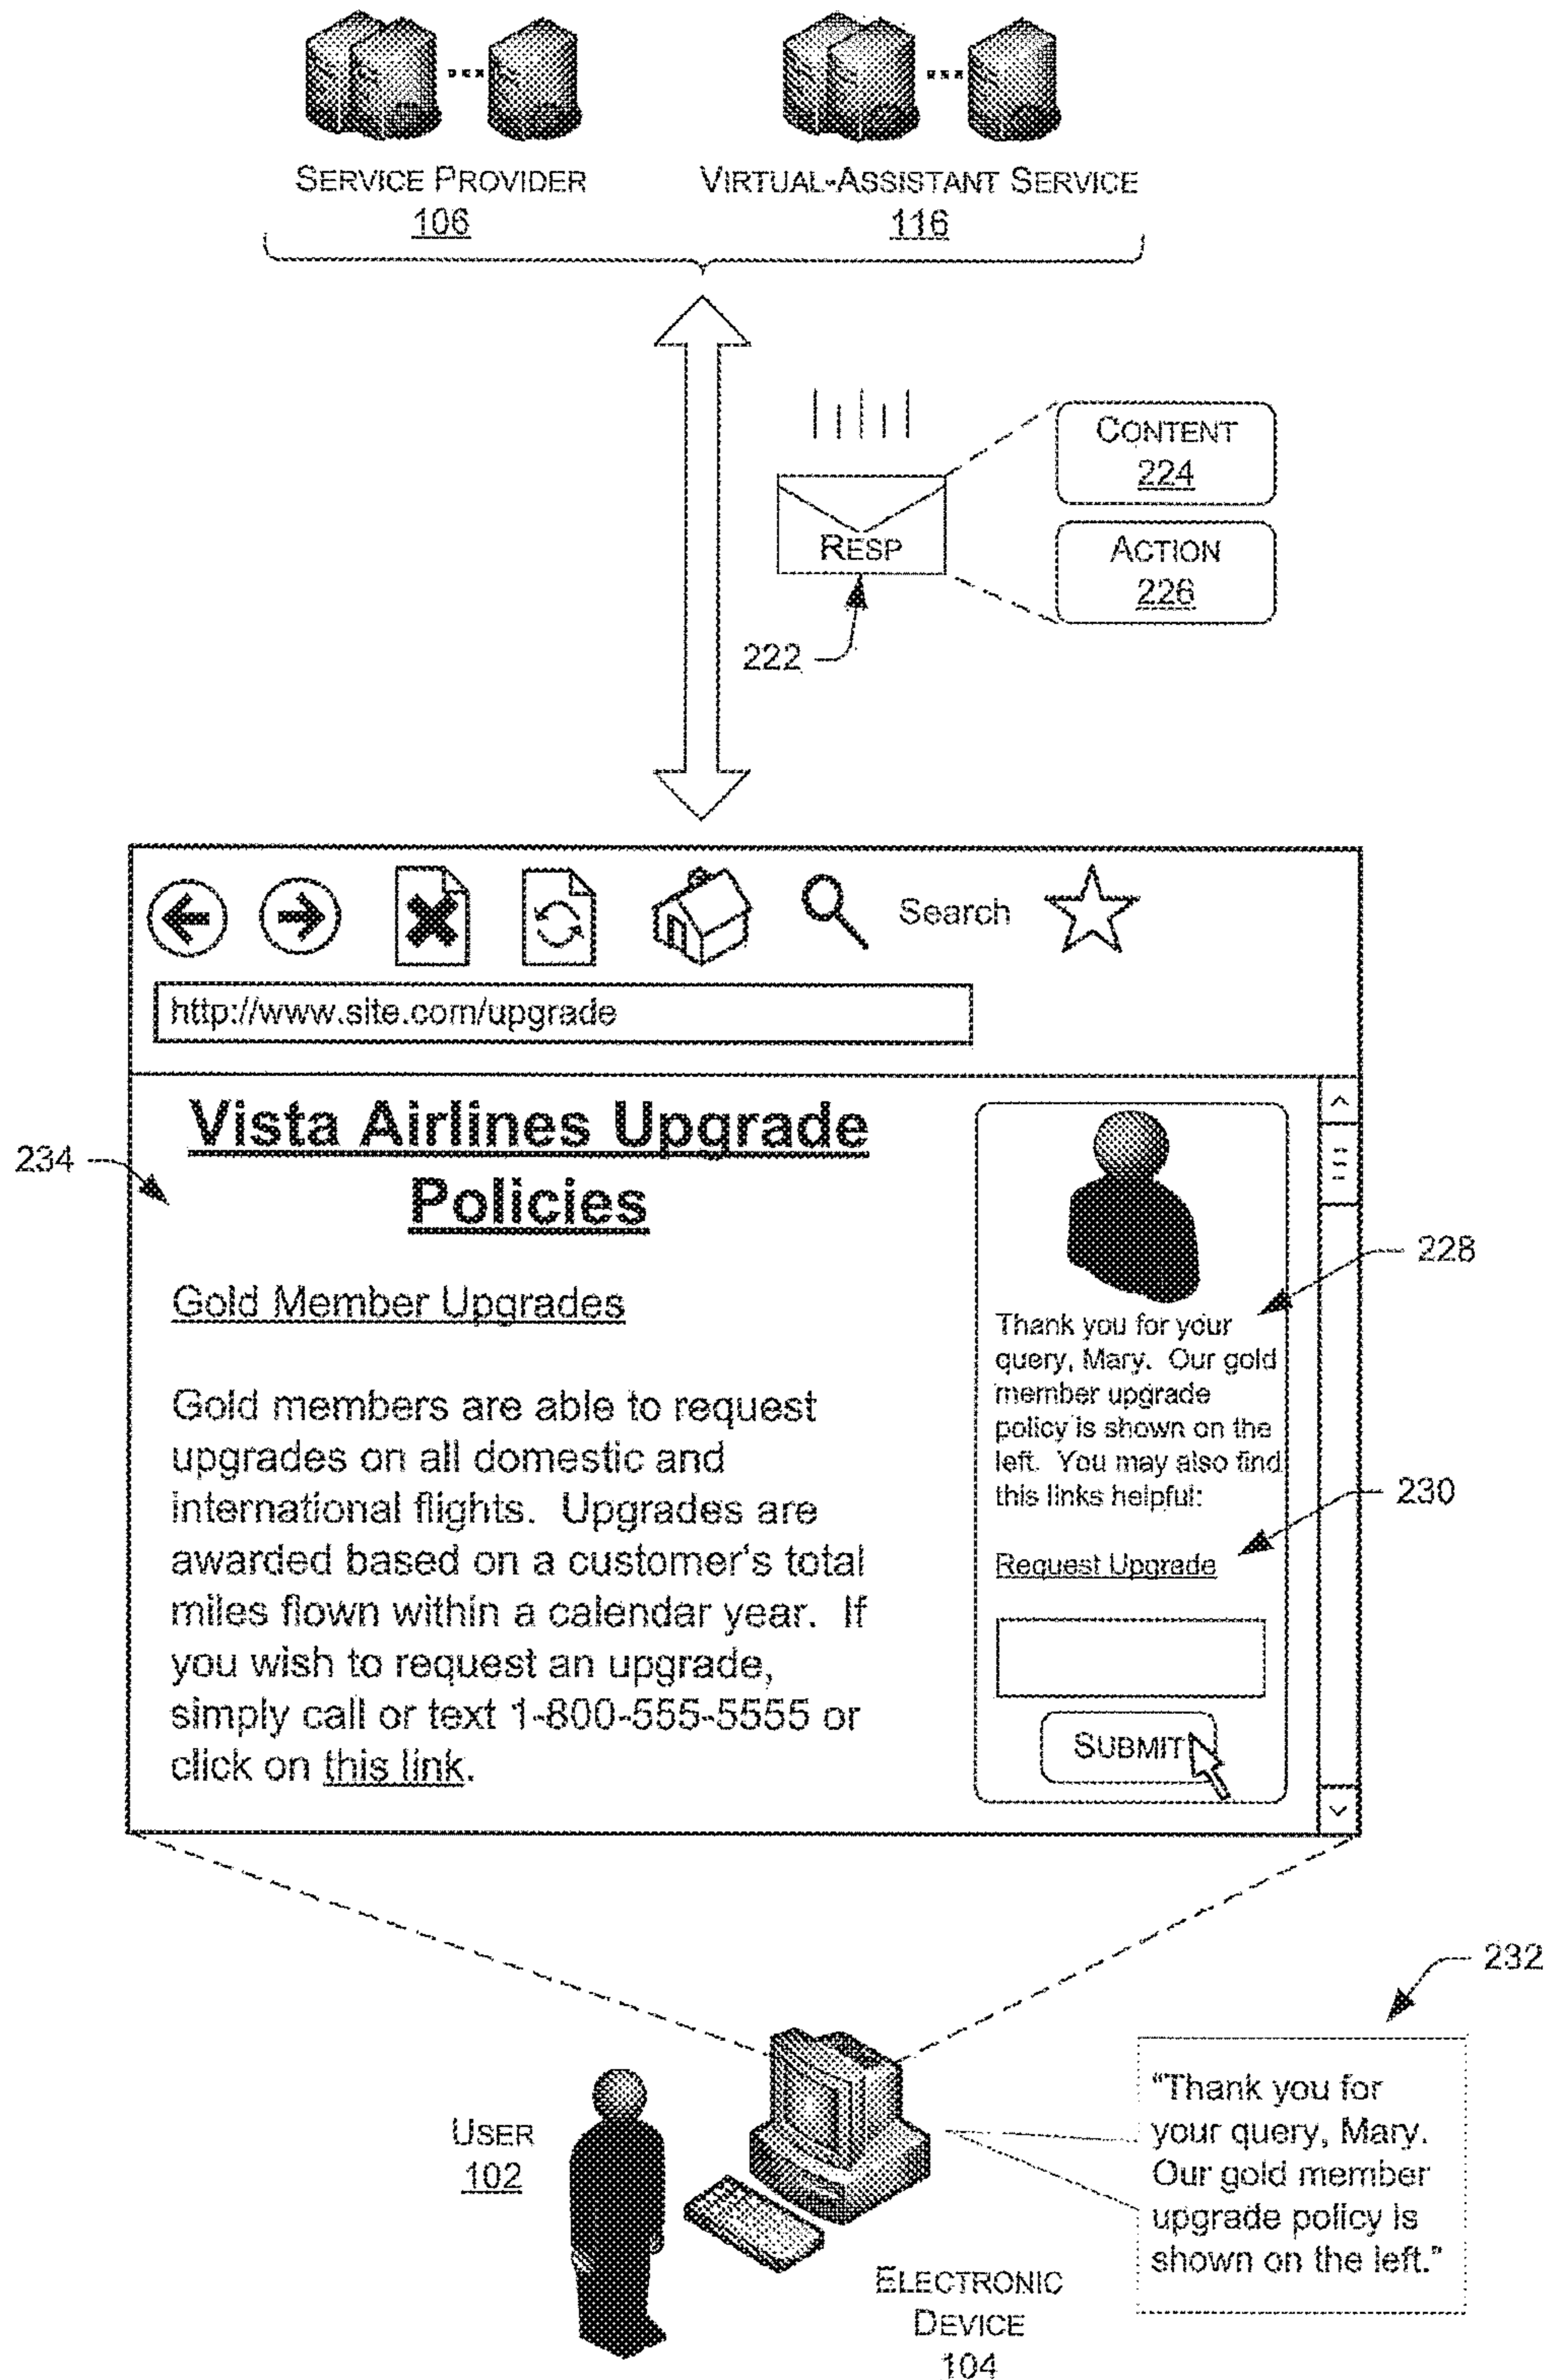 SERVICE PROVIDER
106
VIRTUAL-ASSISTANT SERVICE
116
CONTENT
224
ACTION
226
RESP
222
Search
http://www.site.com/upgrade
Vista Airlines Upgrade
Policies
234
Gold Member Upgrades
Gold members are able to request
upgrades on all domestic and
international flights. Upgrades are
awarded based on a customer's total
miles flown within a calendar year. If
you wish to request an upgrade,
simply call or text 1-800-555-5555 or
click on this link.
228
Thank you for your
query, Mary. Our gold
member upgrade
policy is shown on the
left. You may also find
this links helpful:
230
Request Upgrade
SUBMIT
232
"Thank you for
your query, Mary.
Our gold member
upgrade policy is
shown on the left."
USER
102
ELECTRONIC
DEVICE
104